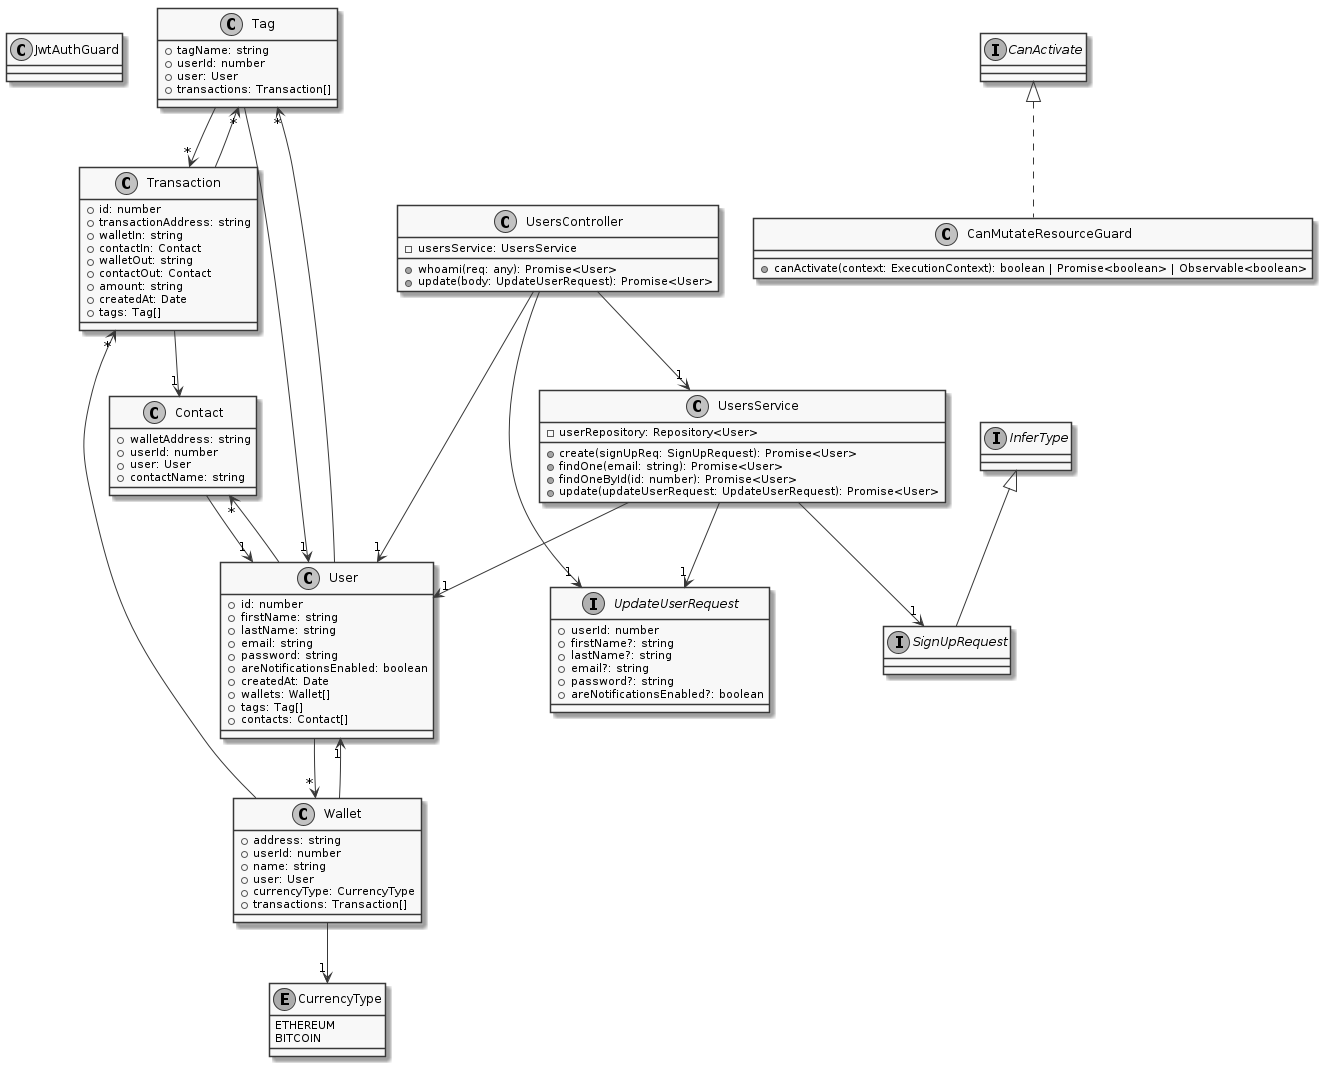 C JwtAuthGuard
C Tag
tagName: string
userId: number
user: User
transactions: Transaction[]
I CanActivate
*
*
*
C Transaction
id: number
transactionAddress: string
walletIn: string
contactIn: Contact
walletOut: string
contactOut: Contact
amount: string
createdAt: Date
tags: Tag[]
C UsersController
usersService: UsersService
whoami(req: any): Promise<User>
update(body: UpdateUserRequest): Promise<User>
C CanMutateResourceGuard
canActivate(context: ExecutionContext): boolean | Promise<boolean> | Observable<boolean>
*
1
1
C Contact
walletAddress: string
userId: number
user: User
contactName: string
C UsersService
userRepository: Repository<User>
create(signUpReq: SignUpRequest): Promise<User>
findOne(email: string): Promise<User>
findOneById(id: number): Promise<User>
update(updateUserRequest: UpdateUserRequest): Promise<User>
I InferType
*
1
1
1
1
1
1
1
C User
id: number
firstName: string
lastName: string
email: string
password: string
areNotificationsEnabled: boolean
createdAt: Date
wallets: Wallet[]
tags: Tag[]
contacts: Contact[]
I UpdateUserRequest
userId: number
firstName?: string
lastName?: string
email?: string
password?: string
areNotificationsEnabled?: boolean
I SignUpRequest
1
*
C Wallet
address: string
userId: number
name: string
user: User
currencyType: CurrencyType
transactions: Transaction[]
1
E CurrencyType
ETHEREUM
BITCOIN